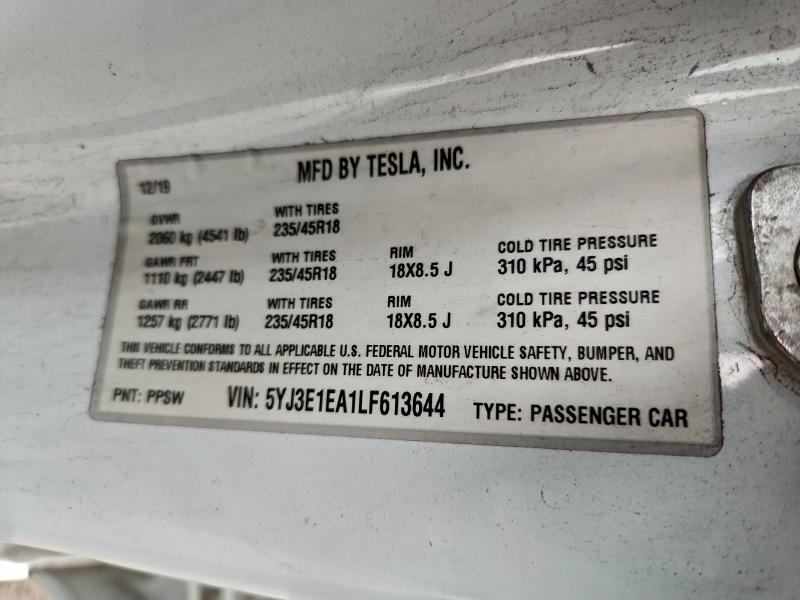 MFD BY TESLA, INC.
12/19
GVWR WITH TIRES
2060 kg (4541 lb) 235/45R18
GAWR FRT WITH TIRES RIM COLD TIRE PRESSURE
1110 kg (2447 lb) 235/45R18 18X8.5 J 310 kPa, 45 psi
GAWR RR WITH TIRES RIM COLD TIRE PRESSURE
1257 kg (2771 lb) 235/45R18 18X8.5 J 310 kPa, 45 psi
THIS VEHICLE CONFORMS TO ALL APPLICABLE U.S. FEDERAL MOTOR VEHICLE SAFETY, BUMPER, AND
THEFT PREVENTION STANDARDS IN EFFECT ON THE DATE OF MANUFACTURE SHOWN ABOVE.
PNT: PPSW VIN: 5YJ3E1EA1LF613644 TYPE: PASSENGER CAR